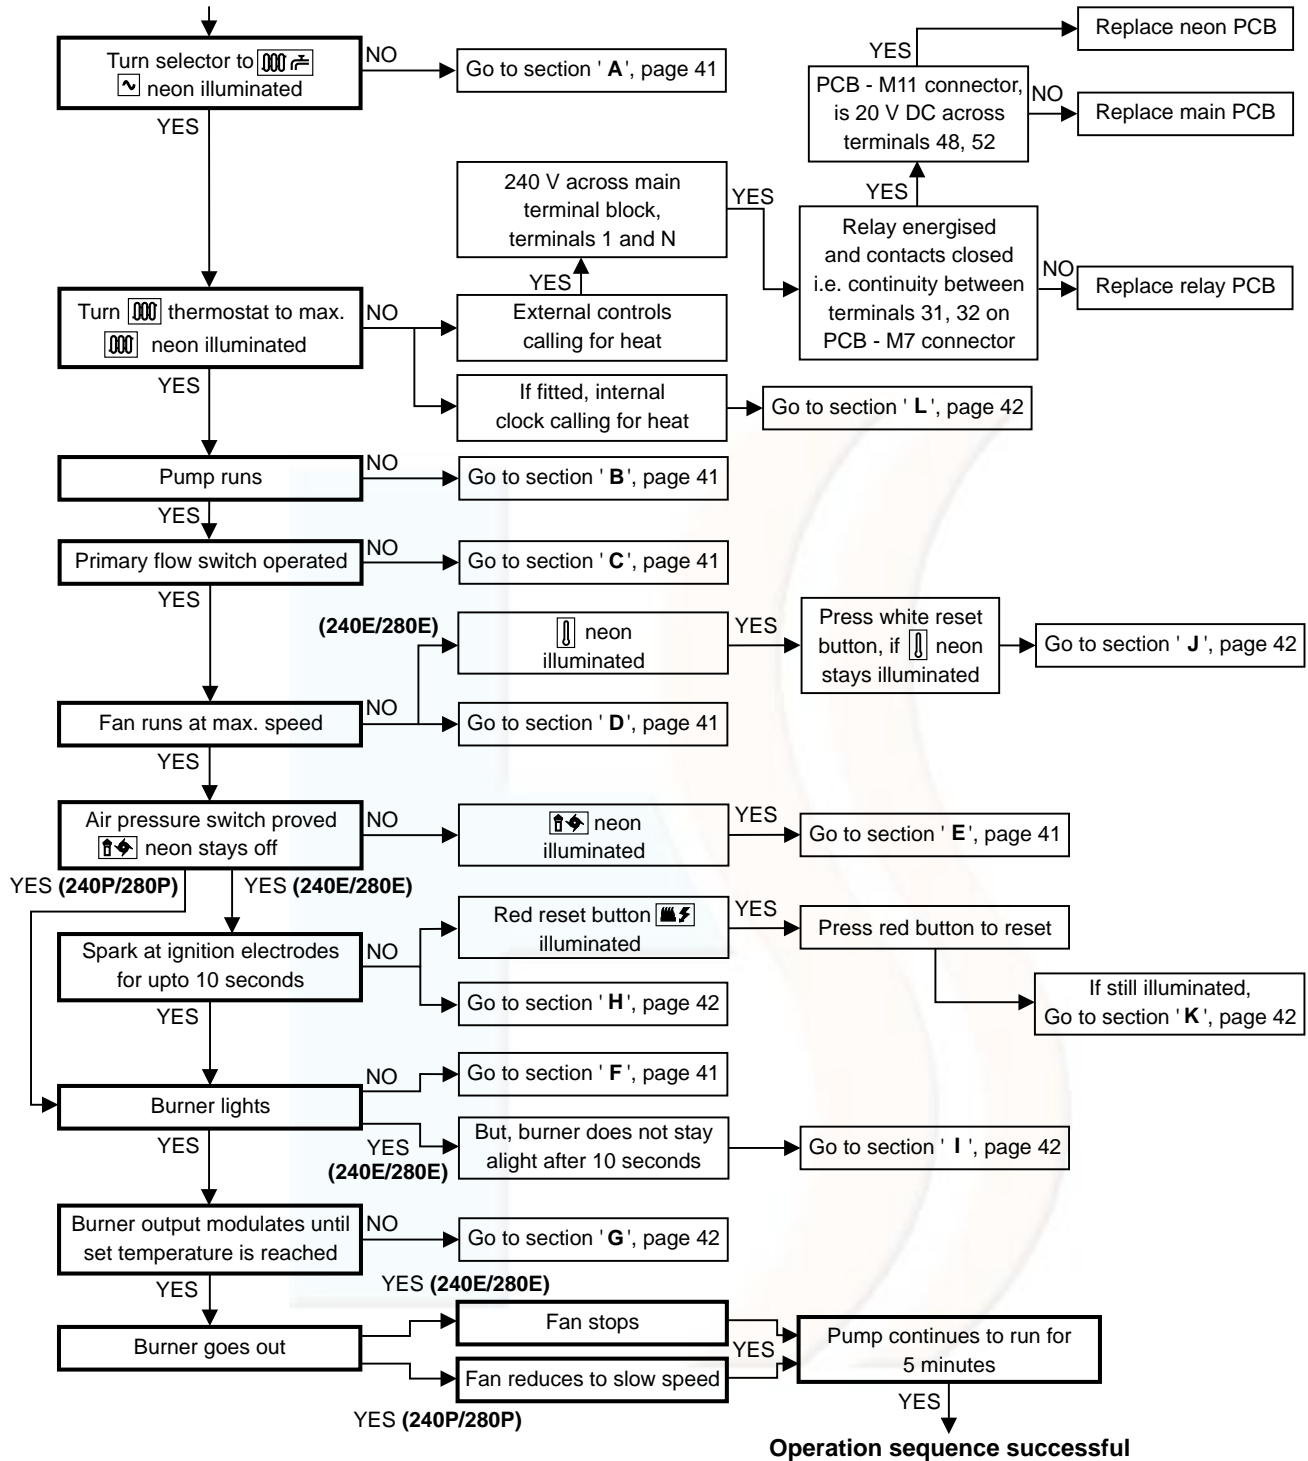 Turn selector to
neon illuminated
NO
Go to section ' A', page 41
YES
Replace neon PCB
YES
PCB - M11 connector,
is 20 V DC across
terminals 48, 52
NO
Replace main PCB
YES
240 V across main
terminal block,
terminals 1 and N
YES
Relay energised
and contacts closed
i.e. continuity between
terminals 31, 32 on
PCB - M7 connector
NO
Replace relay PCB
YES
Turn thermostat to max.
neon illuminated
NO
External controls
calling for heat
YES
If fitted, internal
clock calling for heat
Go to section ' L', page 42
Pump runs
NO
Go to section ' B', page 41
YES
Primary flow switch operated
NO
Go to section ' C', page 41
YES
(240E/280E)
neon
illuminated
YES
Press white reset
button, if neon
stays illuminated
Go to section ' J', page 42
Fan runs at max. speed
NO
Go to section ' D', page 41
YES
Air pressure switch proved
neon stays off
NO
neon
illuminated
YES
Go to section ' E', page 41
YES (240P/280P)
YES (240E/280E)
Red reset button
illuminated
YES
Press red button to reset
Spark at ignition electrodes
for upto 10 seconds
NO
Go to section ' H', page 42
If still illuminated,
Go to section ' K', page 42
YES
Burner lights
NO
Go to section ' F', page 41
YES
YES
(240E/280E)
But, burner does not stay
alight after 10 seconds
Go to section ' I', page 42
Burner output modulates until
set temperature is reached
NO
Go to section ' G', page 42
YES
YES (240E/280E)
Burner goes out
Fan stops
YES
Fan reduces to slow speed
YES (240P/280P)
Pump continues to run for
5 minutes
YES
Operation sequence successful